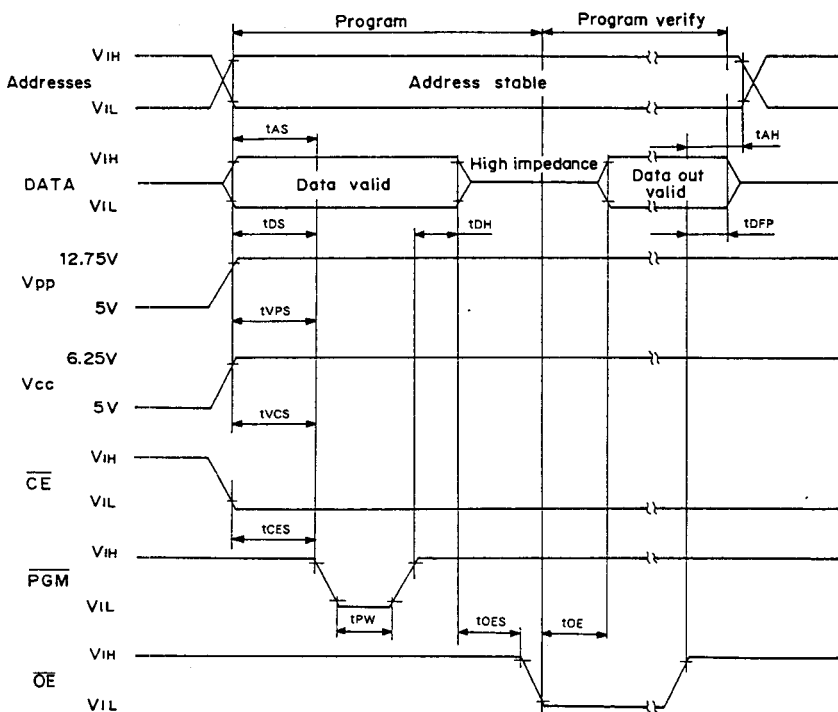 Program Program verify
VIH
Addresses Address stable
VIL
tAS tAH
VIH High impedance
DATA Data valid Data out
valid
VIL
tDS tDH tDFP
12.75V
Vpp
5V
tVPS
6.25V
Vcc
5V
tVCS
VIH
CE
VIL
tCES
VIH
PGM
VIL
tPW tOES tOE
VIH
OE
VIL